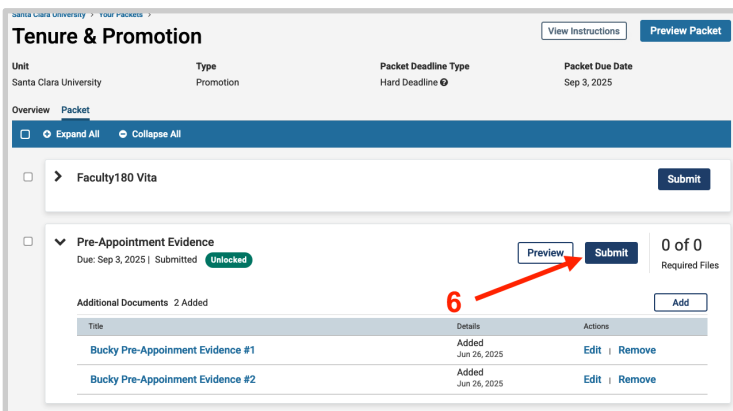 Santa Clara University > Your Packets >
Tenure & Promotion
View Instructions
Preview Packet
Unit
Type
Packet Deadline Type
Packet Due Date
Santa Clara University
Promotion
Hard Deadline
Sep 3, 2025
Overview Packet
Expand All Collapse All
Faculty180 Vita
Submit
Pre-Appointment Evidence
Due: Sep 3, 2025 | Submitted Unlocked
Preview
Submit
0 of 0
Required Files
6
Additional Documents 2 Added
Add
Title
Details
Actions
Bucky Pre-Appoinment Evidence #1
Added
Jun 26, 2025
Edit | Remove
Bucky Pre-Appoinment Evidence #2
Added
Jun 26, 2025
Edit | Remove